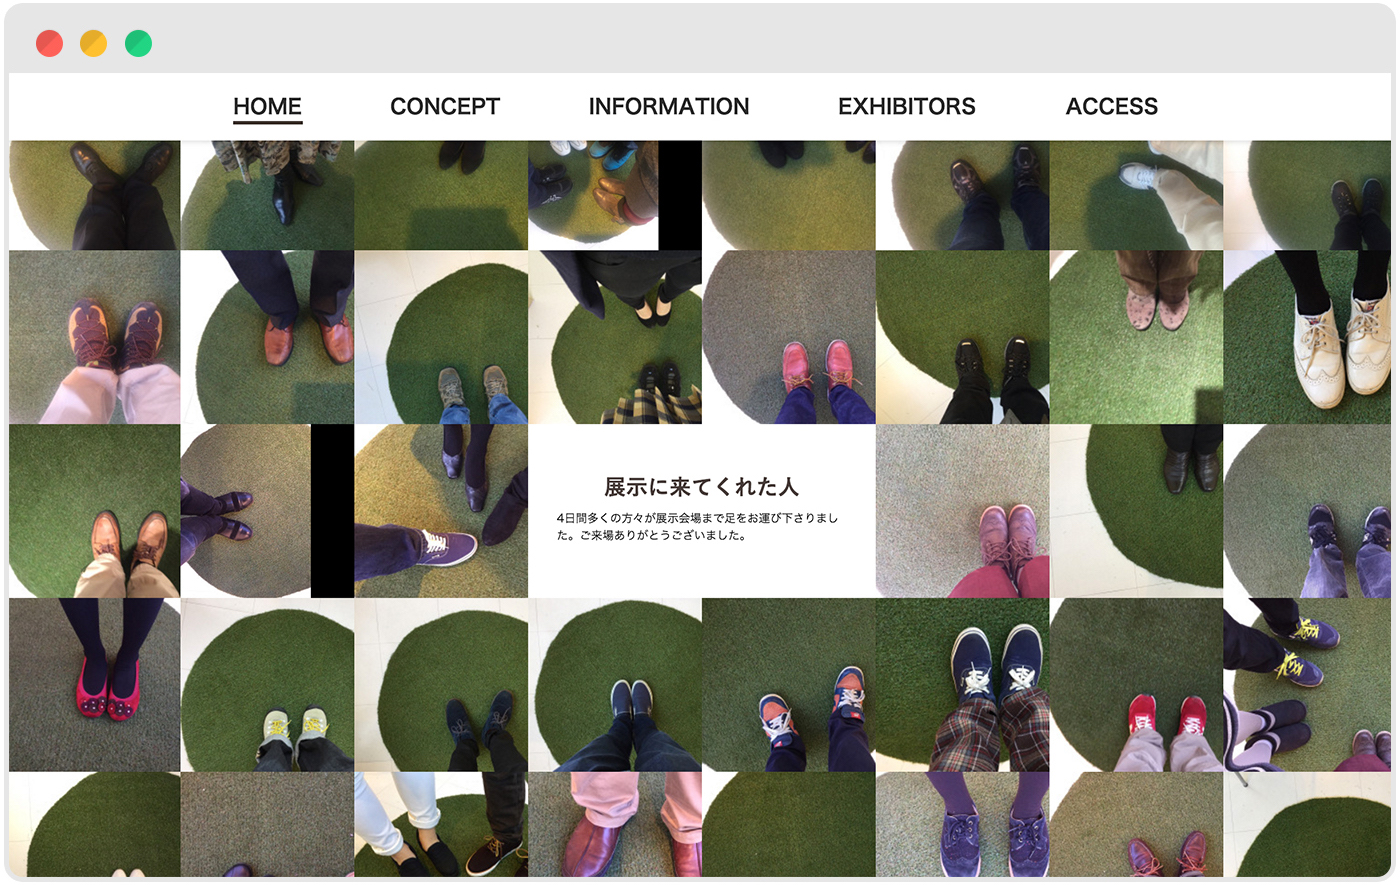 HOME CONCEPT INFORMATION EXHIBITORS ACCESS
展示に来てくれた人
4日間多くの方々が展示会場まで足をお運び下さりまし
た。ご来場ありがとうございました。